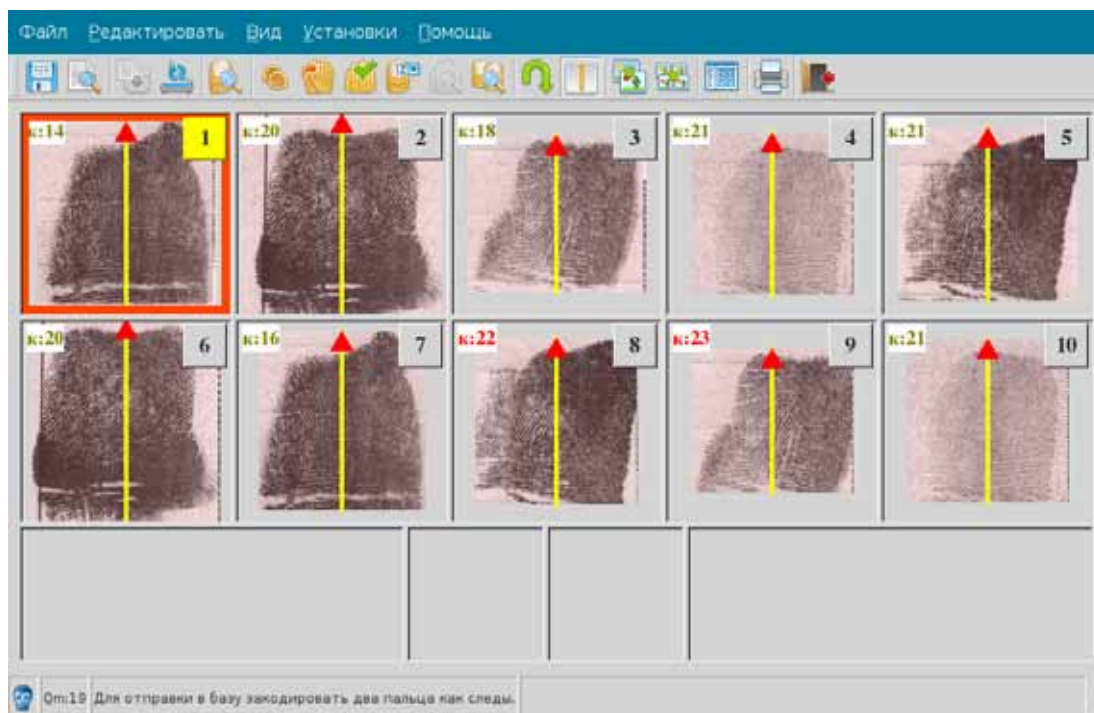 Файл Редактировать Вид Установки Помощь
к:14 1 к:20 2 к:18 3 к:21 4 к:21 5
к:20 6 к:16 7 к:22 8 к:23 9 к:21 10
Qm:19 Для отправки в базу закодировать два пальца как следы.